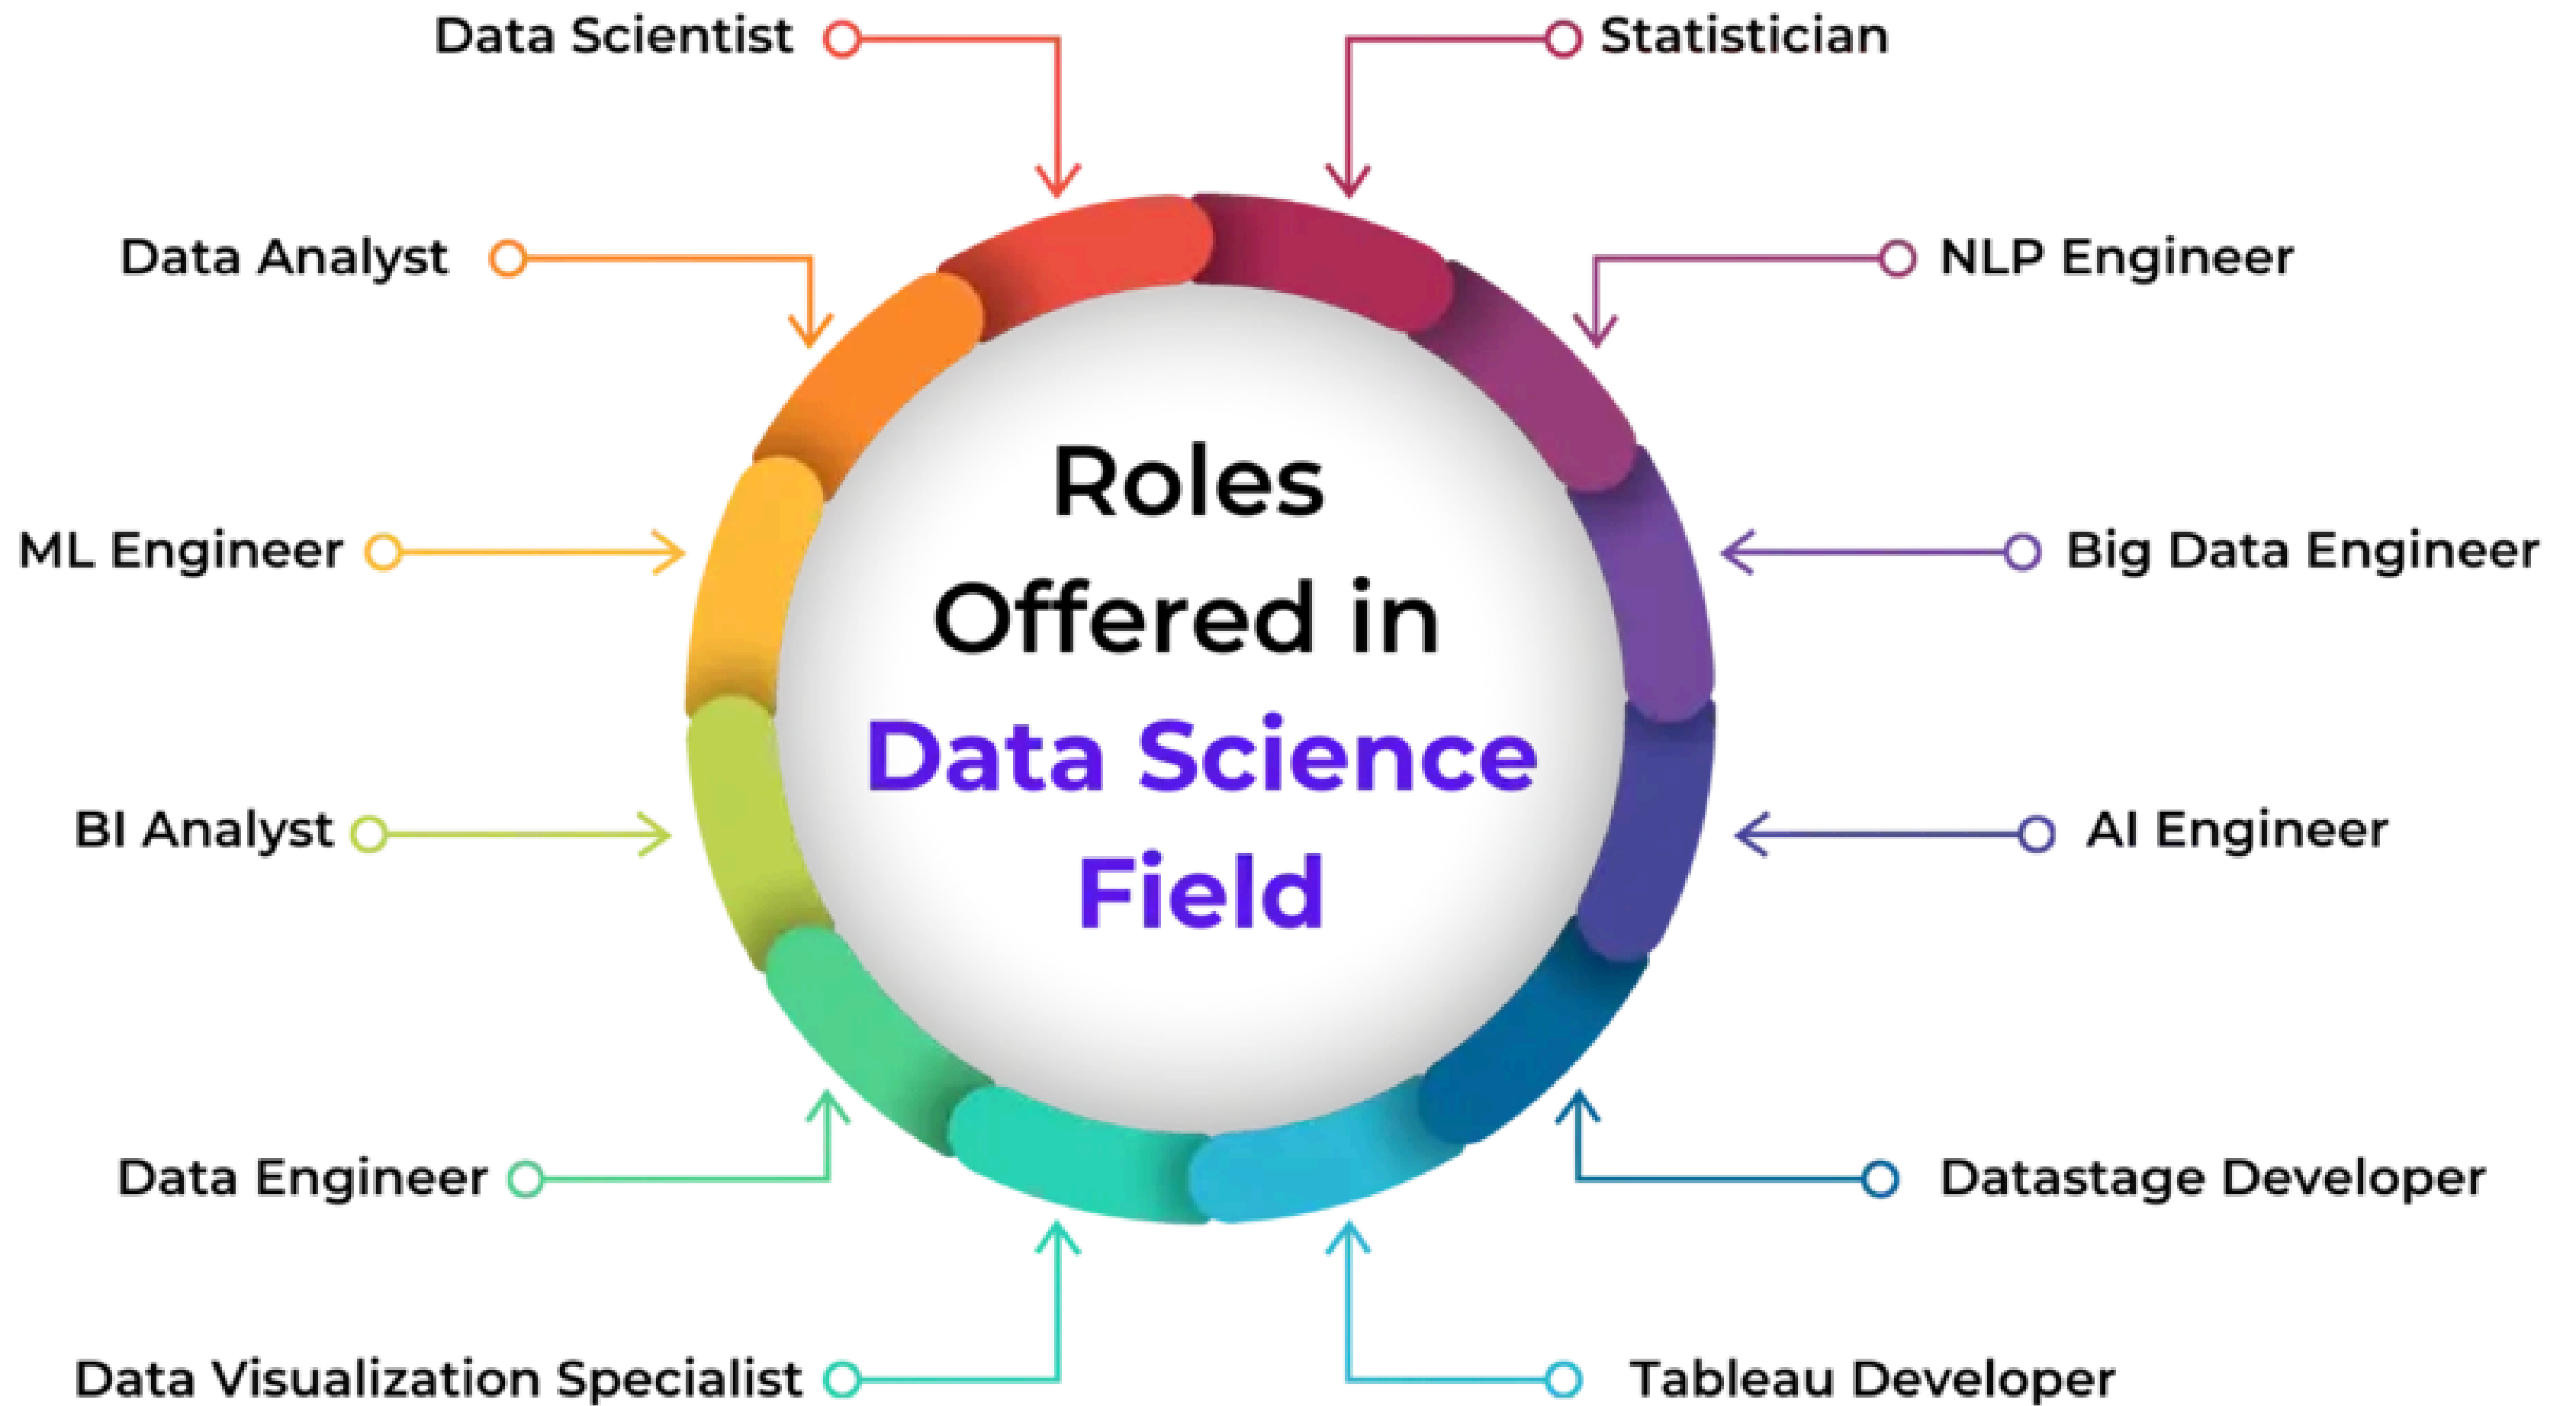 Data Scientist
Statistician
Data Analyst
NLP Engineer
Roles
Offered in
Data Science
Field
ML Engineer
Big Data Engineer
BI Analyst
AI Engineer
Data Engineer
Datastage Developer
Data Visualization Specialist
Tableau Developer